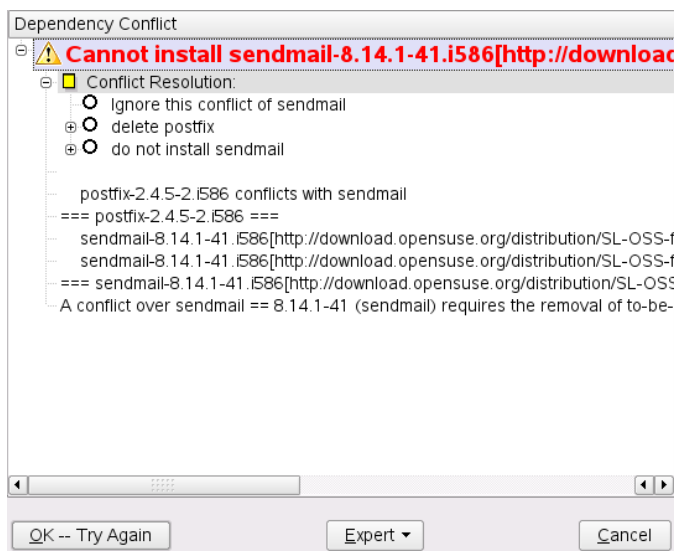 Dependency Conflict
Cannot install sendmail-8.14.1-41.i586[http://download
Conflict Resolution:
Ignore this conflict of sendmail
delete postfix
do not install sendmail
postfix-2.4.5-2.i586 conflicts with sendmail
=== postfix-2.4.5-2.i586 ===
sendmail-8.14.1-41.i586[http://download.opensuse.org/distribution/SL-OSS-f
sendmail-8.14.1-41.i586[http://download.opensuse.org/distribution/SL-OSS-f
=== sendmail-8.14.1-41.i586[http://download.opensuse.org/distribution/SL-OSS
A conflict over sendmail == 8.14.1-41 (sendmail) requires the removal of to-be-
OK -- Try Again
Expert
Cancel